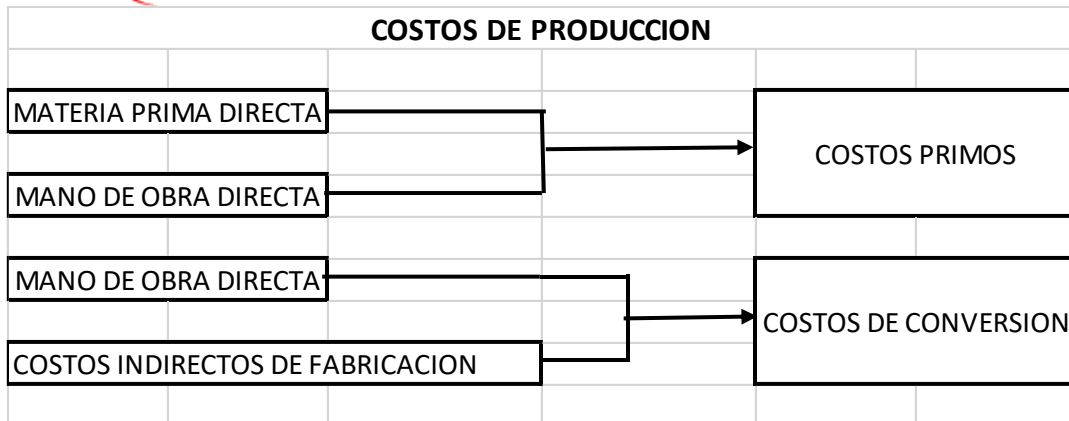 COSTOS DE PRODUCCION
MATERIA PRIMA DIRECTA
COSTOS PRIMOS
MANO DE OBRA DIRECTA
MANO DE OBRA DIRECTA
COSTOS DE CONVERSION
COSTOS INDIRECTOS DE FABRICACION